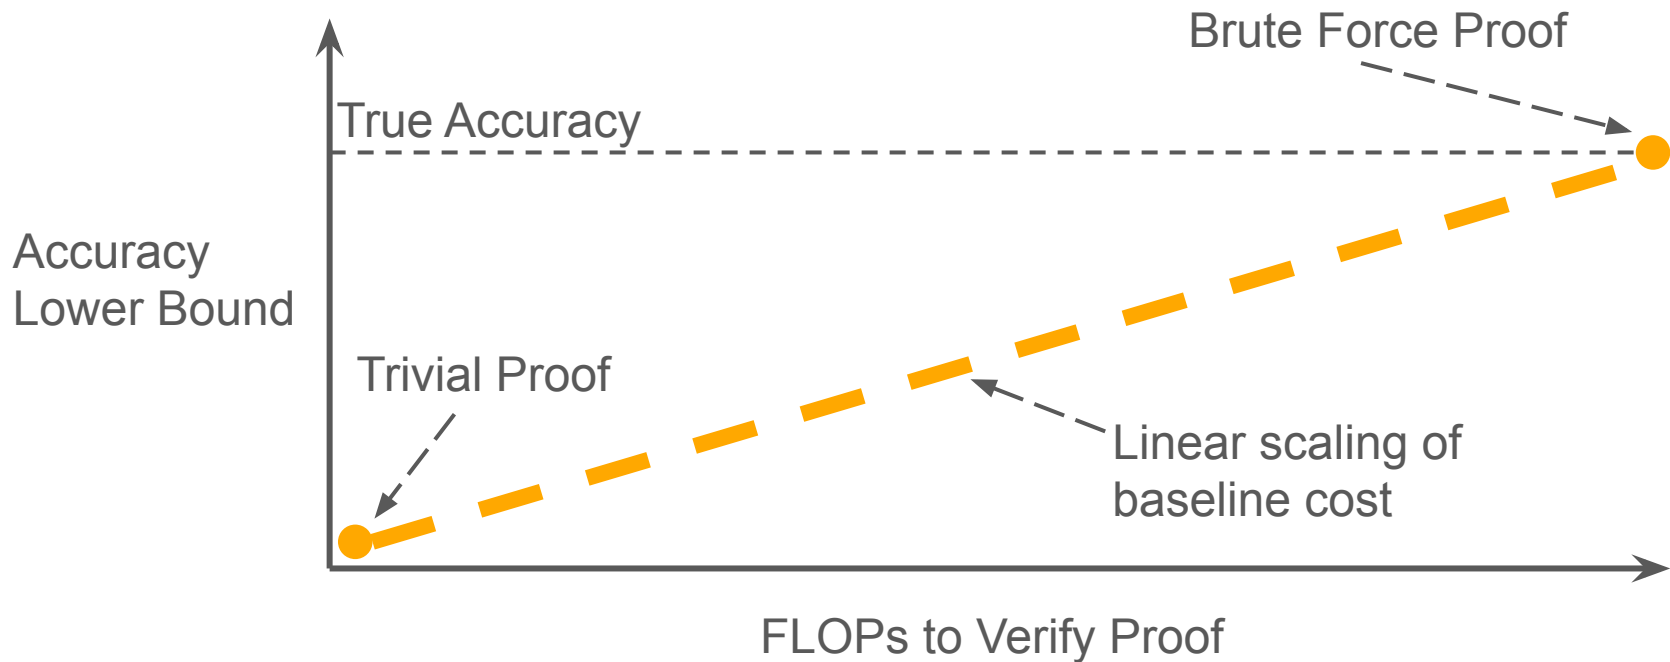 Brute Force Proof
True Accuracy
Accuracy
Lower Bound
Trivial Proof
Linear scaling of
baseline cost
FLOPs to Verify Proof